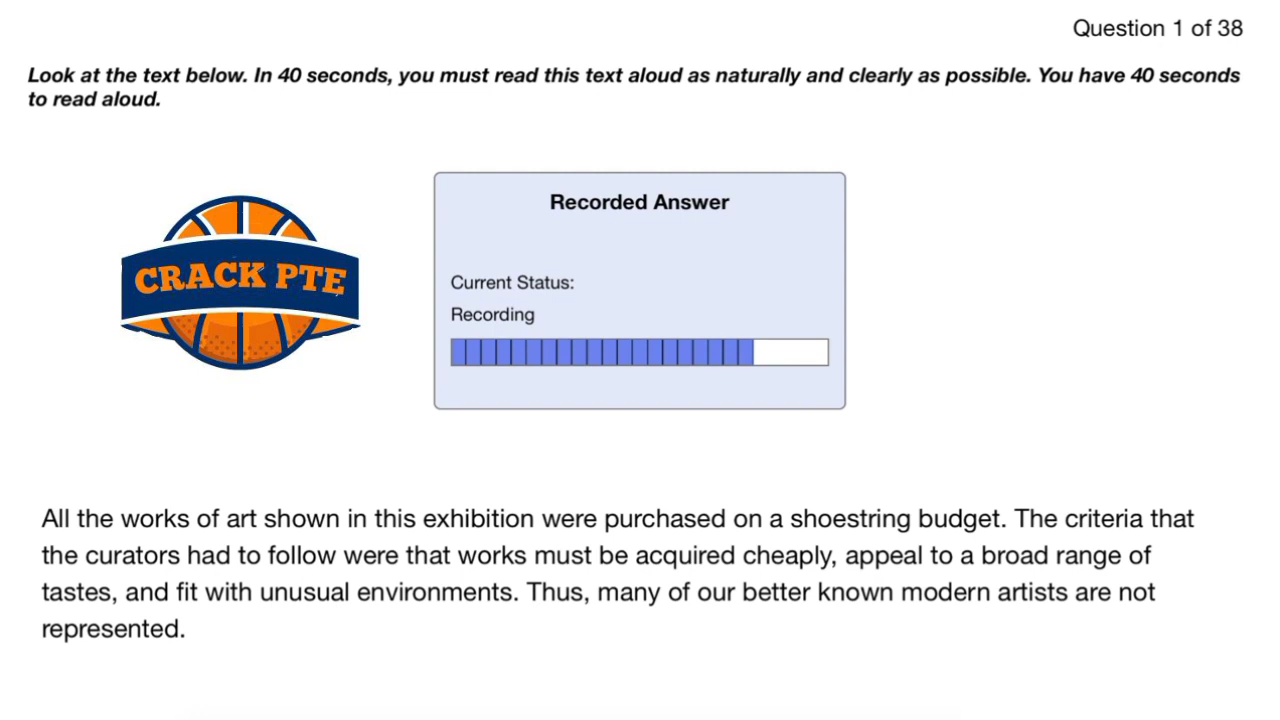 Question 1 of 38
Look at the text below. In 40 seconds, you must read this text aloud as naturally and clearly as possible. You have 40 seconds
to read aloud.
CRACK PTE
Recorded Answer
Current Status:
Recording
All the works of art shown in this exhibition were purchased on a shoestring budget. The criteria that
the curators had to follow were that works must be acquired cheaply, appeal to a broad range of
tastes, and fit with unusual environments. Thus, many of our better known modern artists are not
represented.